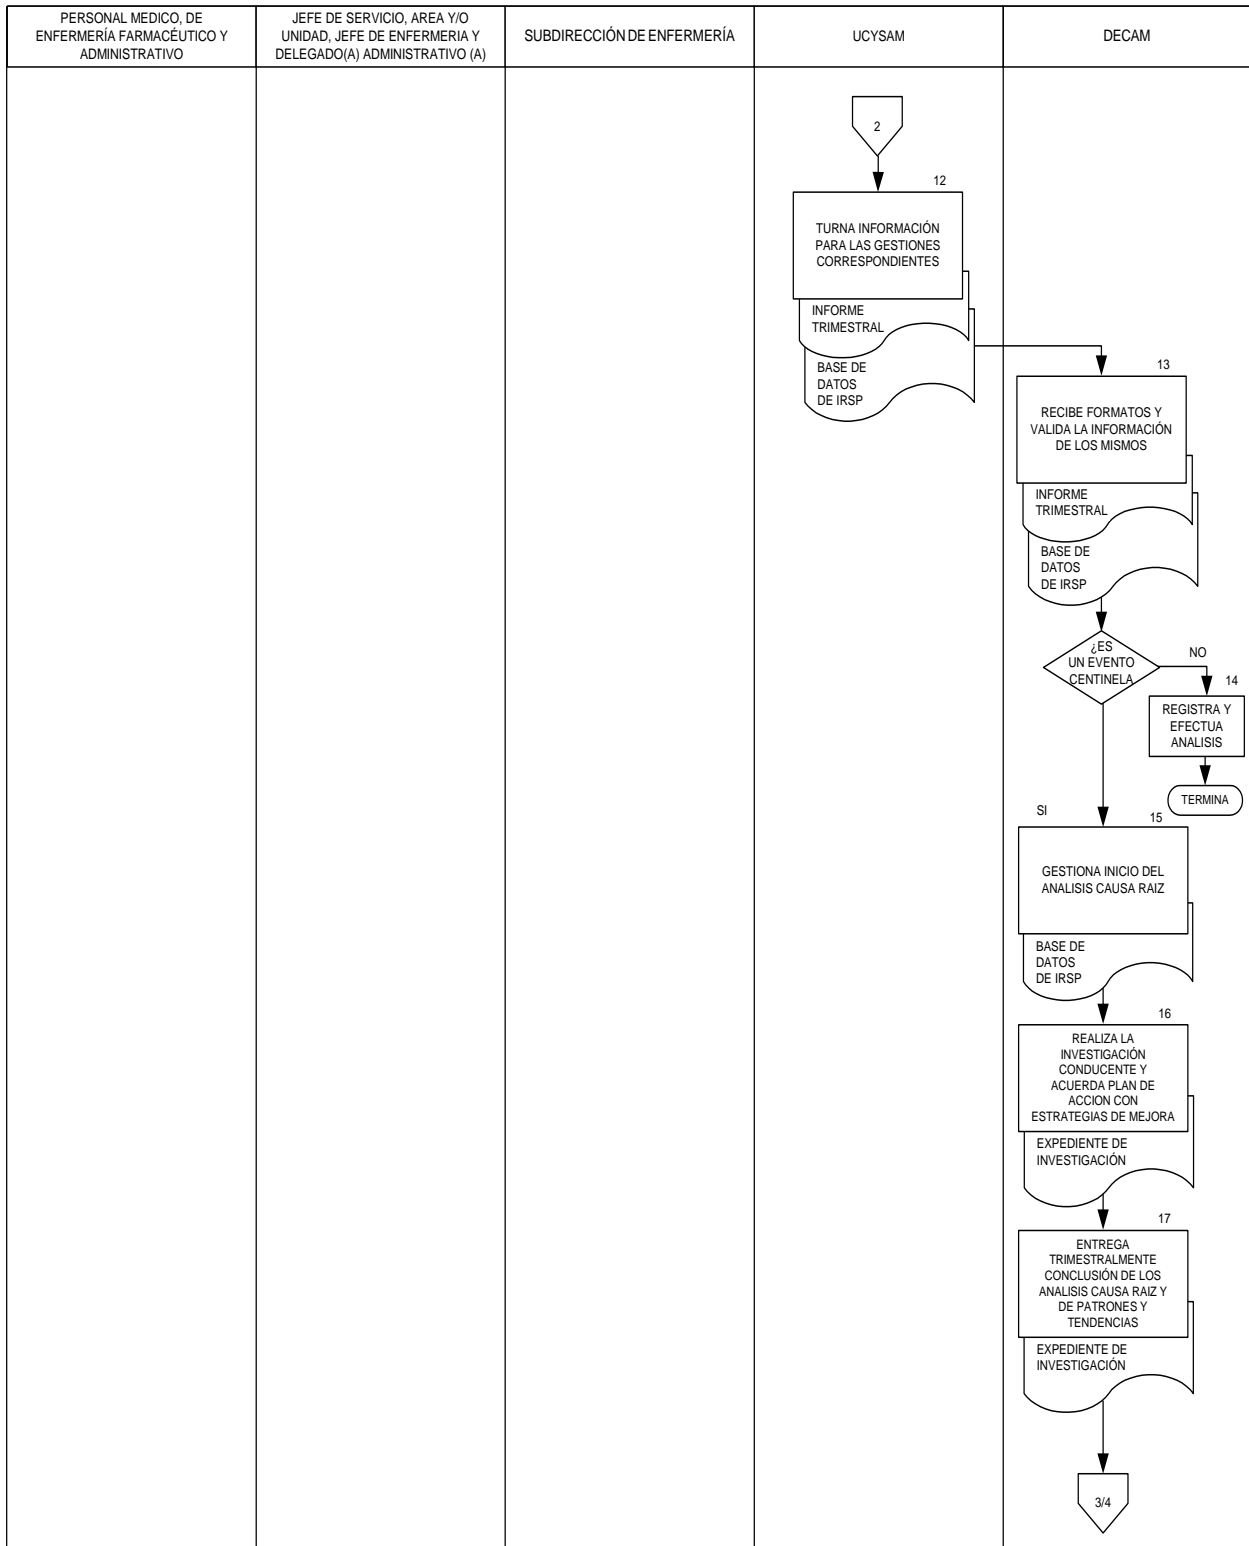 PERSONAL MEDICO, DE
ENFERMERÍA FARMACÉUTICO Y
ADMINISTRATIVO
JEFE DE SERVICIO, AREA Y/O
UNIDAD, JEFE DE ENFERMERIA Y
DELEGADO(A) ADMINISTRATIVO (A)
SUBDIRECCIÓN DE ENFERMERÍA
UCYSAM
DECAM
2
12
TURNA INFORMACIÓN
PARA LAS GESTIONES
CORRESPONDIENTES
INFORME
TRIMESTRAL
BASE DE
DATOS
DE IRSP
13
RECIBE FORMATOS Y
VALIDA LA INFORMACIÓN
DE LOS MISMOS
INFORME
TRIMESTRAL
BASE DE
DATOS
DE IRSP
¿ES
UN EVENTO
CENTINELA
NO
14
REGISTRA Y
EFECTUA
ANALISIS
TERMINA
SI
15
GESTIONA INICIO DEL
ANALISIS CAUSA RAIZ
BASE DE
DATOS
DE IRSP
16
REALIZA LA
INVESTIGACIÓN
CONDUCENTE Y
ACUERDA PLAN DE
ACCION CON
ESTRATEGIAS DE MEJORA
EXPEDIENTE DE
INVESTIGACIÓN
17
ENTREGA
TRIMESTRALMENTE
CONCLUSIÓN DE LOS
ANALISIS CAUSA RAIZ Y
DE PATRONES Y
TENDENCIAS
EXPEDIENTE DE
INVESTIGACIÓN
3/4